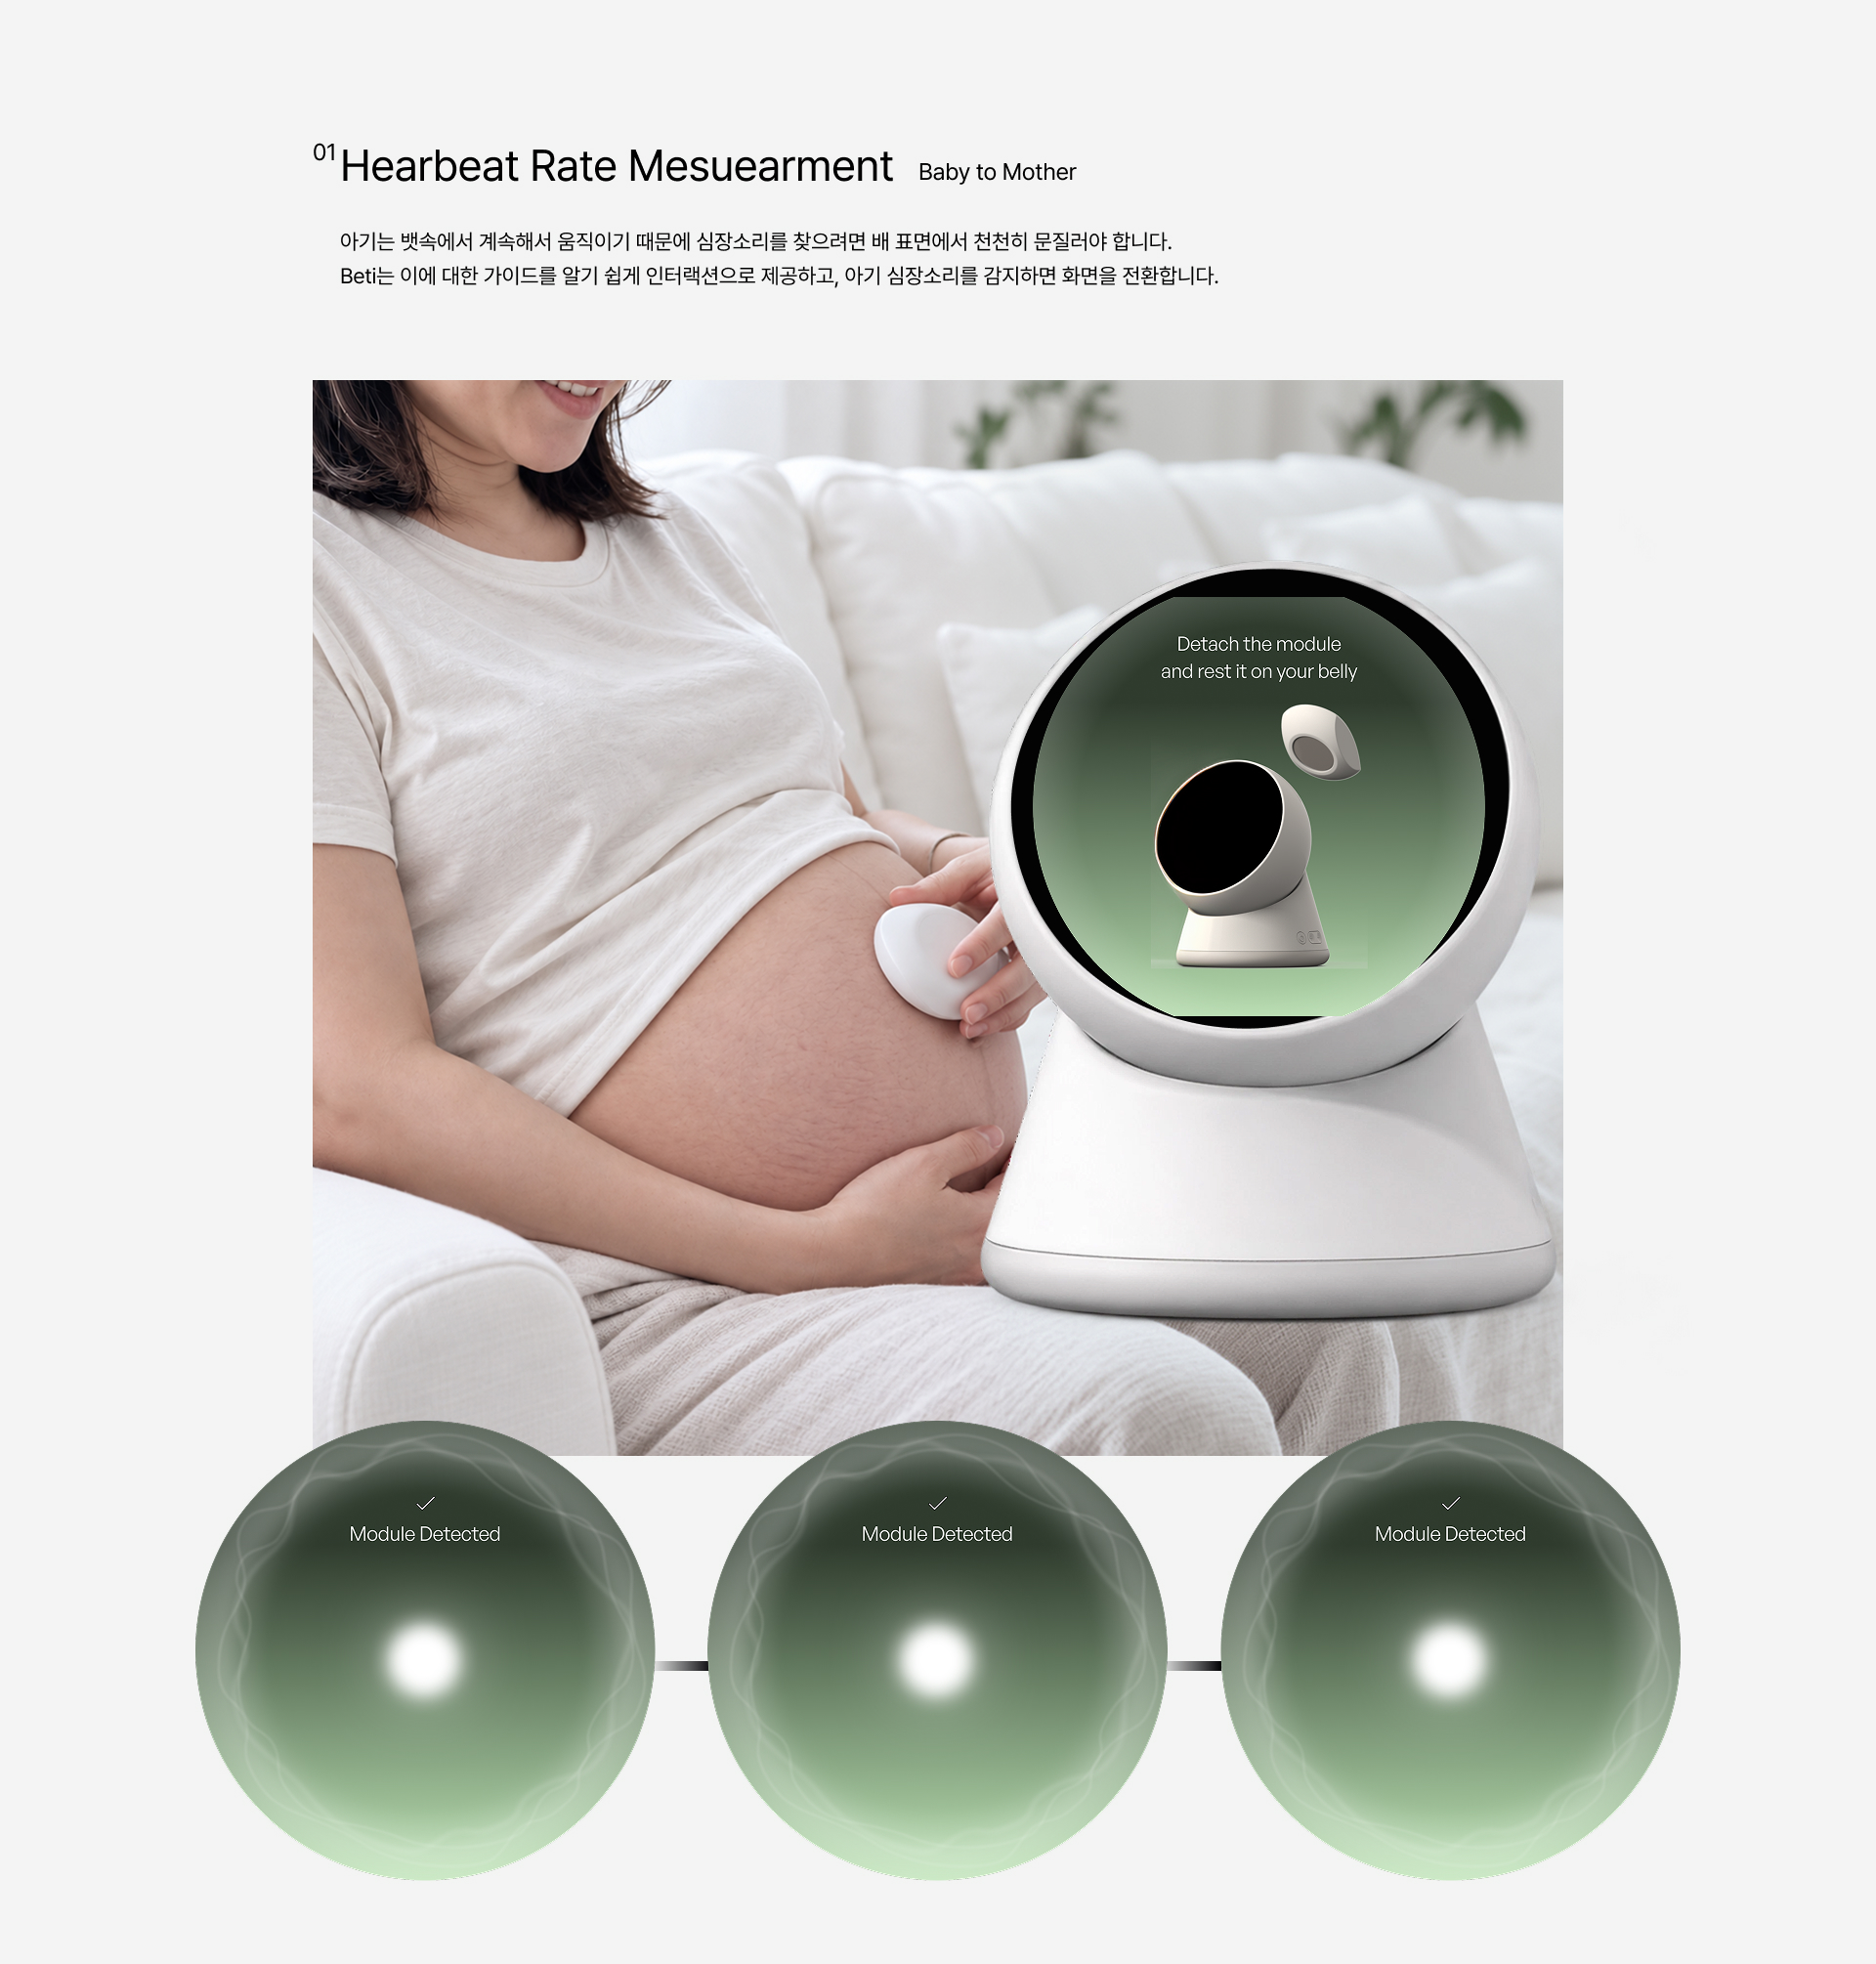 01 Hearbeat Rate Mesuearment Baby to Mother
아기는 뱃속에서 계속해서 움직이기 때문에 심장소리를 찾으려면 배 표면에서 천천히 문질러야 합니다.
Beti는 이에 대한 가이드를 알기 쉽게 인터랙션으로 제공하고, 아기 심장소리를 감지하면 화면을 전환합니다.
Detach the module
and rest it on your belly
Module Detected
Module Detected
Module Detected